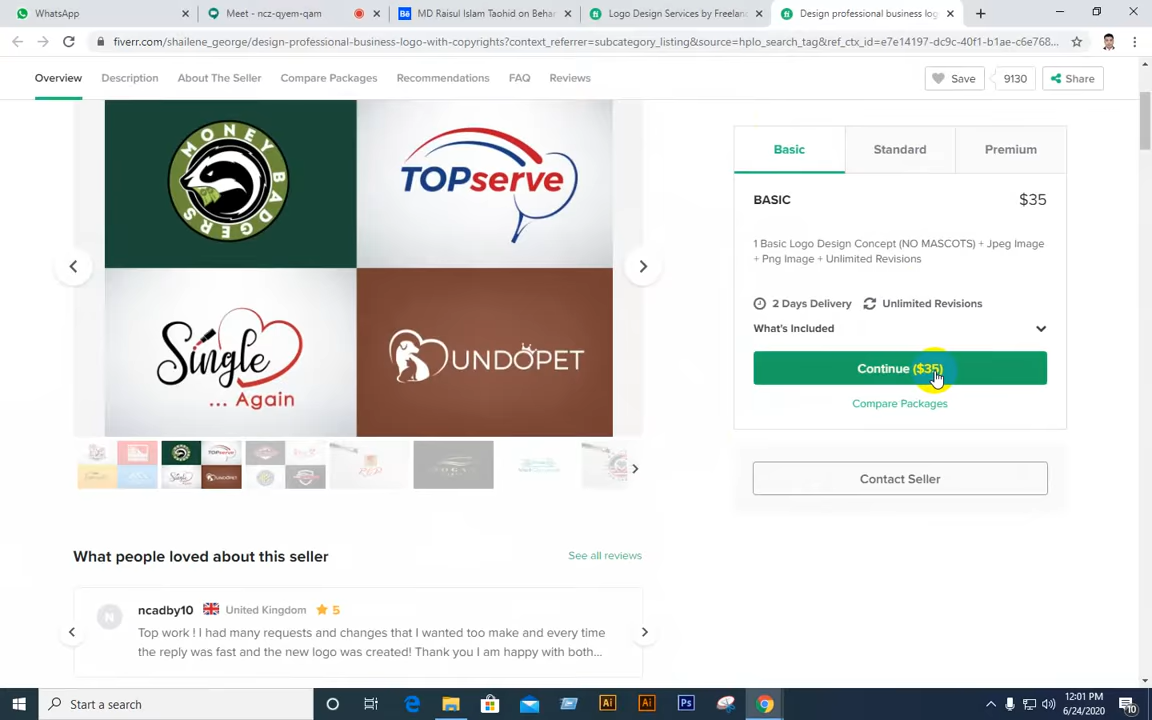 WhatsApp
Meet - ncz-qyem-qam
MD Raisul Islam Taohid on Behan
Logo Design Services by Freelanc
Design professional business log
fiverr.com/shailene_george/design-professional-business-logo-with-copyrights?context_referrer=subcategory_listing&source=hplo_search_tag&ref_ctx_id=e7e14197-dc9c-40f1-b1ae-c6e768...
Overview Description About The Seller Compare Packages Recommendations FAQ Reviews
Save 9130 Share
MONEY BADGERS
TOPserve
Single
... Again
UNDOPET
Basic Standard Premium
BASIC $35
1 Basic Logo Design Concept (NO MASCOTS) + Jpeg Image
+ Png Image + Unlimited Revisions
2 Days Delivery Unlimited Revisions
What's Included
Continue ($35)
Compare Packages
Contact Seller
What people loved about this seller See all reviews
N
ncadby10 United Kingdom 5
Top work ! I had many requests and changes that I wanted too make and every time
the reply was fast and the new logo was created! Thank you I am happy with both...
Start a search
Ai Ai Ps
12:01 PM
6/24/2020
10